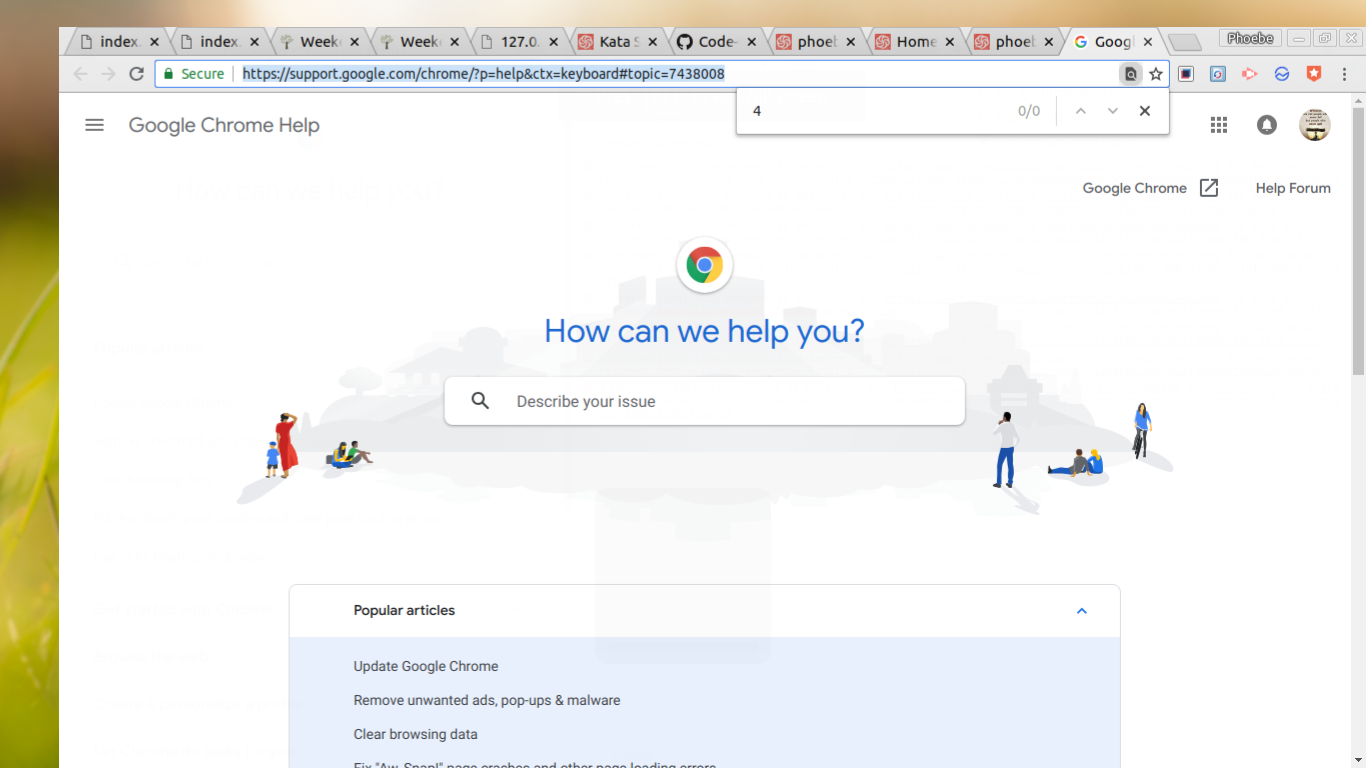 index. index. Week Week 127.0. Kata S Code- phoeb Home phoeb Goog Phoebe
Secure https://support.google.com/chrome/?p=help&ctx=keyboard#topic=7438008
4 0/0
Google Chrome Help
Google Chrome Help Forum
How can we help you?
Describe your issue
Popular articles
Update Google Chrome
Remove unwanted ads, pop-ups & malware
Clear browsing data
Fix "Aw, Snap!" page crashes and other page loading errors